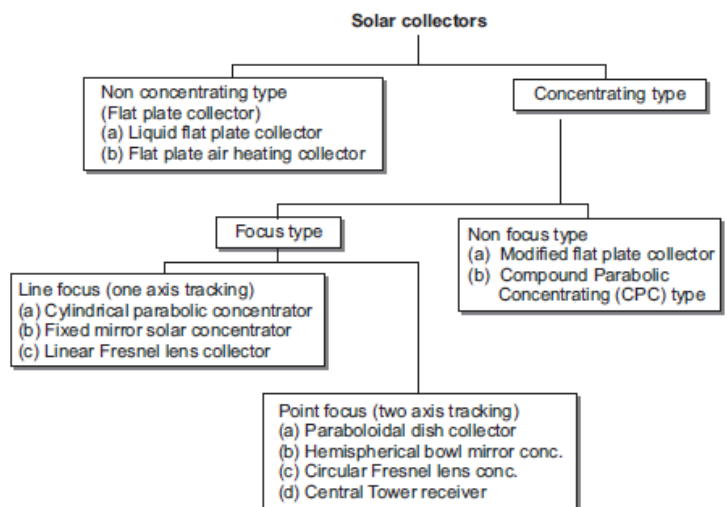 Solar collectors
Non concentrating type
(Flat plate collector)
(a) Liquid flat plate collector
(b) Flat plate air heating collector
Concentrating type
Focus type
Non focus type
(a) Modified flat plate collector
(b) Compound Parabolic
Concentrating (CPC) type
Line focus (one axis tracking)
(a) Cylindrical parabolic concentrator
(b) Fixed mirror solar concentrator
(c) Linear Fresnel lens collector
Point focus (two axis tracking)
(a) Paraboloidal dish collector
(b) Hemispherical bowl mirror conc.
(c) Circular Fresnel lens conc.
(d) Central Tower receiver